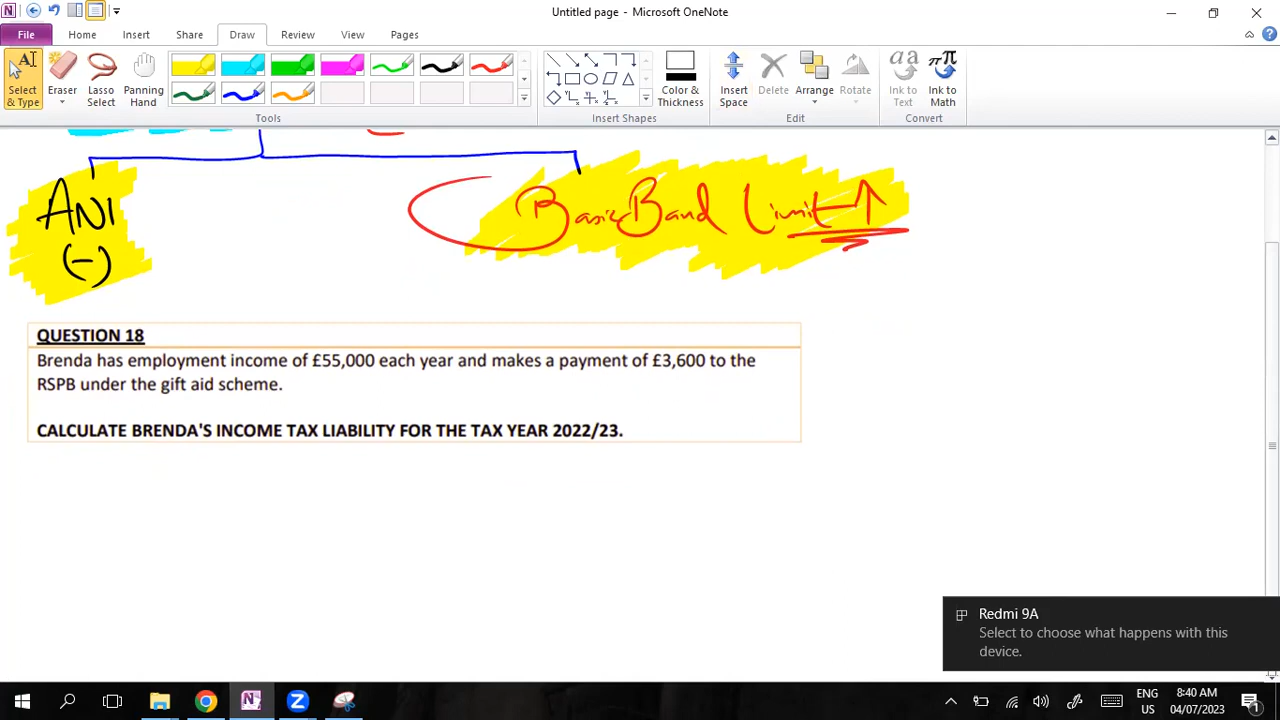 Untitled page - Microsoft OneNote
File Home Insert Share Draw Review View Pages
Select & Type
Eraser
Lasso Select
Panning Hand
Color & Thickness
Insert Space
Delete
Arrange
Rotate
Ink to Text
Ink to Math
Tools
Insert Shapes
Edit
Convert
ANI
(-)
Basic Band Limit ↑
QUESTION 18
Brenda has employment income of £55,000 each year and makes a payment of £3,600 to the
RSPB under the gift aid scheme.
CALCULATE BRENDA'S INCOME TAX LIABILITY FOR THE TAX YEAR 2022/23.
Redmi 9A
Select to choose what happens with this
device.
ENG
US
8:40 AM
04/07/2023